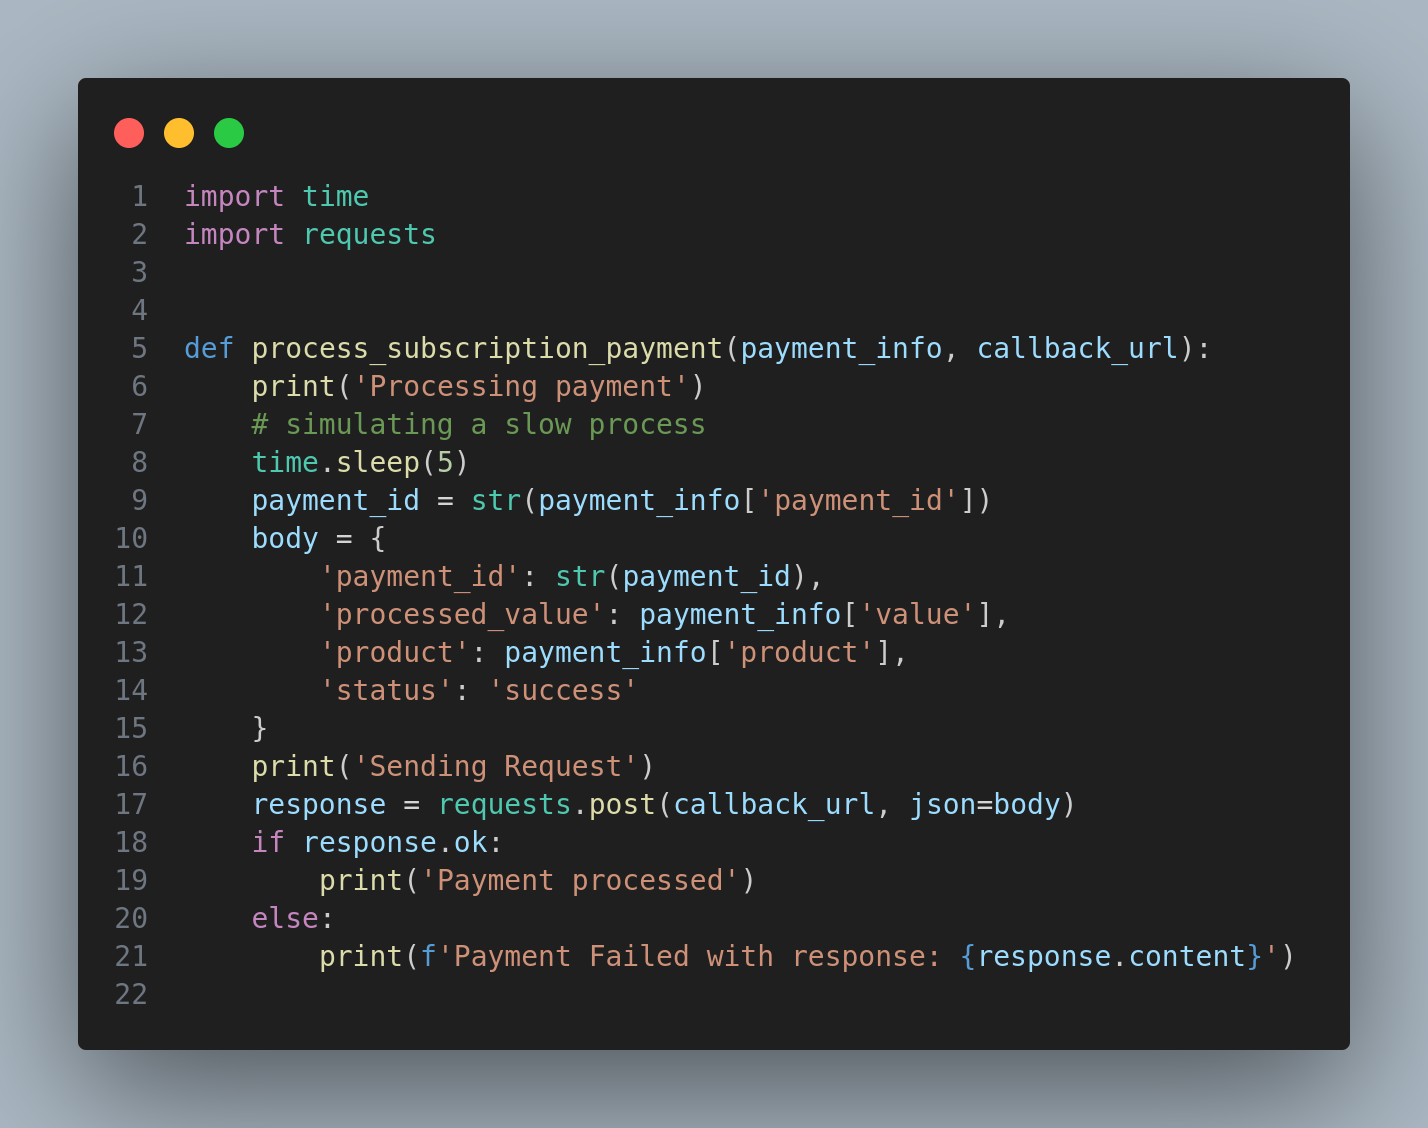 1 import time
2 import requests
3
4
5 def process_subscription_payment(payment_info, callback_url):
6     print('Processing payment')
7     # simulating a slow process
8     time.sleep(5)
9     payment_id = str(payment_info['payment_id'])
10     body = {
11         'payment_id': str(payment_id),
12         'processed_value': payment_info['value'],
13         'product': payment_info['product'],
14         'status': 'success'
15     }
16     print('Sending Request')
17     response = requests.post(callback_url, json=body)
18     if response.ok:
19         print('Payment processed')
20     else:
21         print(f'Payment Failed with response: {response.content}')
22